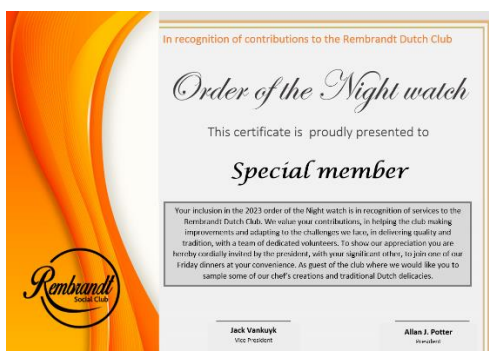 In recognition of contributions to the Rembrandt Dutch Club
Order of the Night watch
This certificate is proudly presented to
Special member
Your inclusion in the 2023 order of the Night watch is in recognition of services to the
Rembrandt Dutch Club. We value your contributions, in helping the club making
improvements and adapting to the challenges we face, in delivering quality and
tradition, with a team of dedicated volunteers. To show our appreciation you are
hereby cordially invited by the president, with your significant other, to join one of our
Friday dinners at your convenience. As guest of the club where we would like you to
sample some of our chef's creations and traditional Dutch delicacies.
Rembrandt
Social Club
Jack Vankuyk
Vice President
Allan J. Potter
President